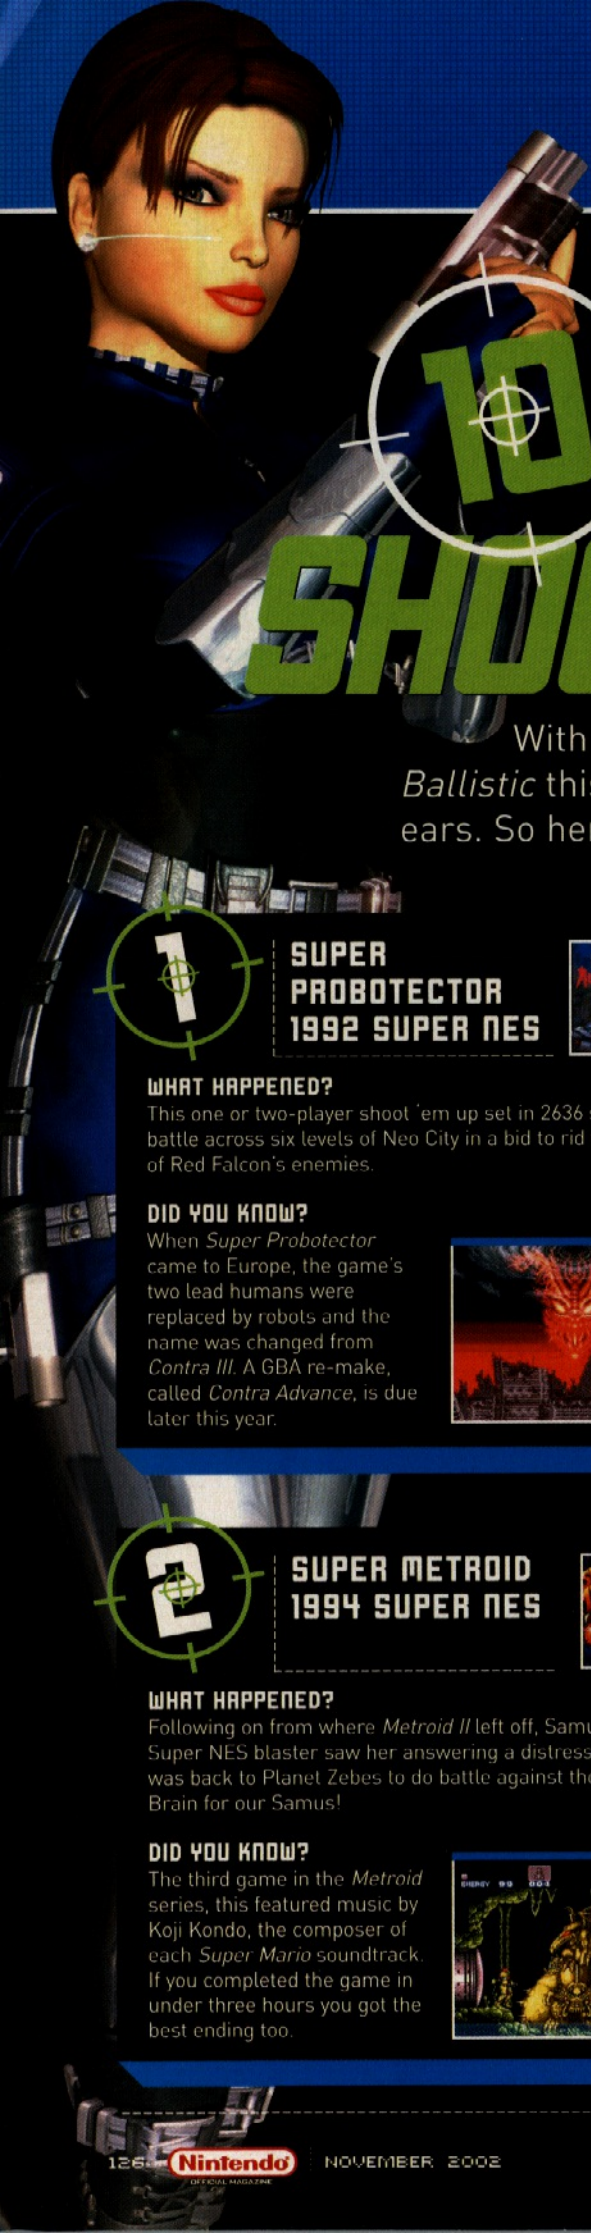 10
SHOO
With
Ballistic this
ears. So her
1
SUPER
PROBOTECTOR
1992 SUPER NES
WHAT HAPPENED?
This one or two-player shoot 'em up set in 2636
battle across six levels of Neo City in a bid to rid
of Red Falcon's enemies.
DID YOU KNOW?
When Super Probotector
came to Europe, the game's
two lead humans were
replaced by robots and the
name was changed from
Contra III. A GBA re-make,
called Contra Advance, is due
later this year.
2
SUPER METROID
1994 SUPER NES
WHAT HAPPENED?
Following on from where Metroid II left off, Samu
Super NES blaster saw her answering a distress
was back to Planet Zebes to do battle against the
Brain for our Samus!
DID YOU KNOW?
The third game in the Metroid
series, this featured music by
Koji Kondo, the composer of
each Super Mario soundtrack.
If you completed the game in
under three hours you got the
best ending too.
ENERGY 99
126 Nintendo NOVEMBER 2002
OFFICIAL MAGAZINE